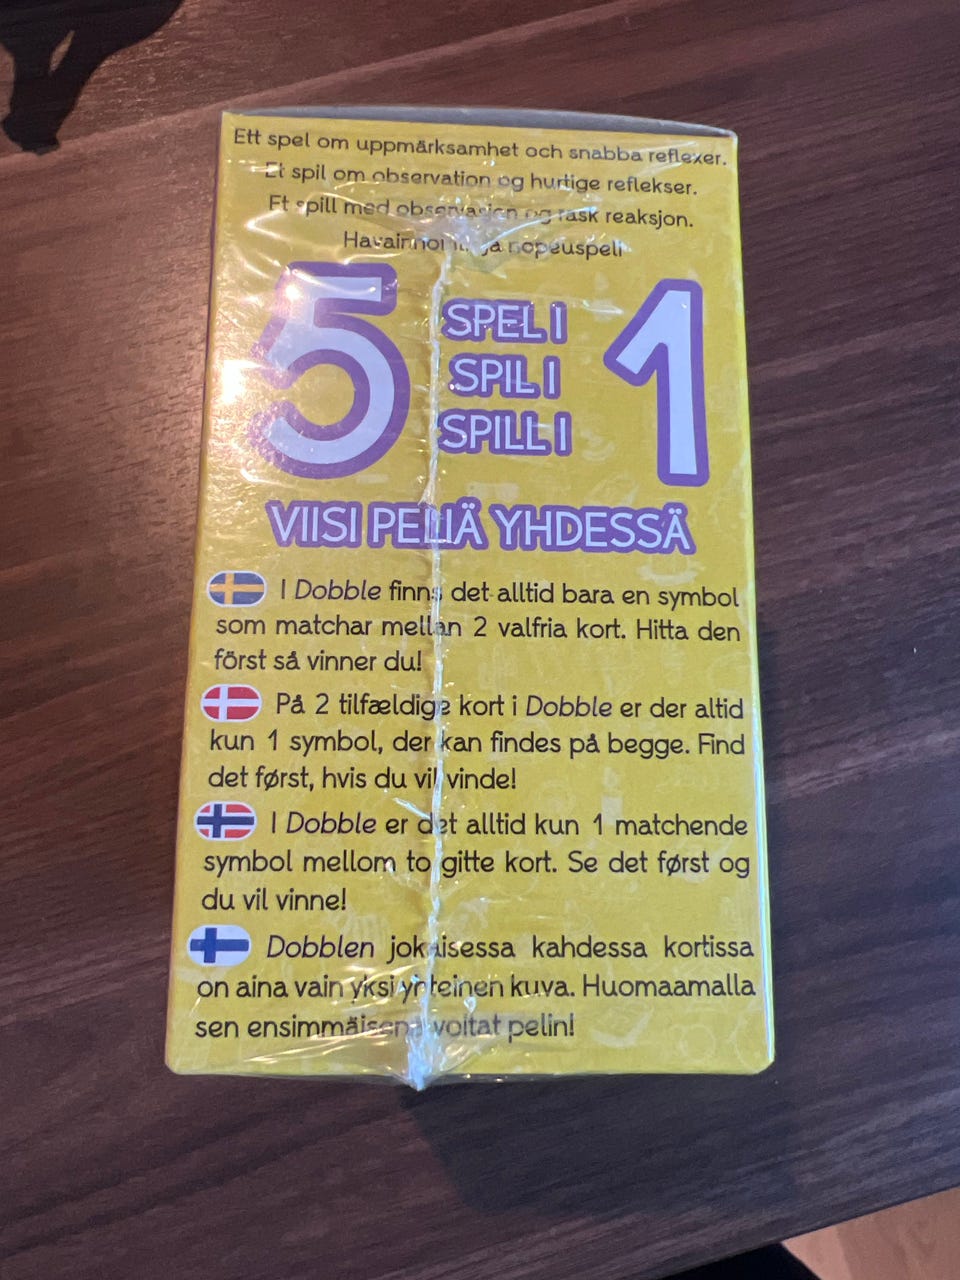 Ett spel om uppmärksamhet och snabba reflexer.
Et spil om observation og hurtige reflekser.
Et spill med observasjon og rask reaksjon.
ja nopeuspeli
5 SPEL I 1
SPIL I
SPILL I
VIISI PELIÄ YHDESSÄ
I Dobble finns det alltid bara en symbol
som matchar mellan 2 valfria kort. Hitta den
först så vinner du!
På 2 tilfældige kort i Dobble er der altid
kun 1 symbol, der kan findes på begge. Find
det først, hvis du vil vinde!
I Dobble er det alltid kun 1 matchende
symbol mellom to gitte kort. Se det først og
du vil vinne!
Dobblen jokaisessa kahdessa kortissa
on aina vain yksi yhteinen kuva. Huomaamalla
sen ensimmäisenä voitat pelin!